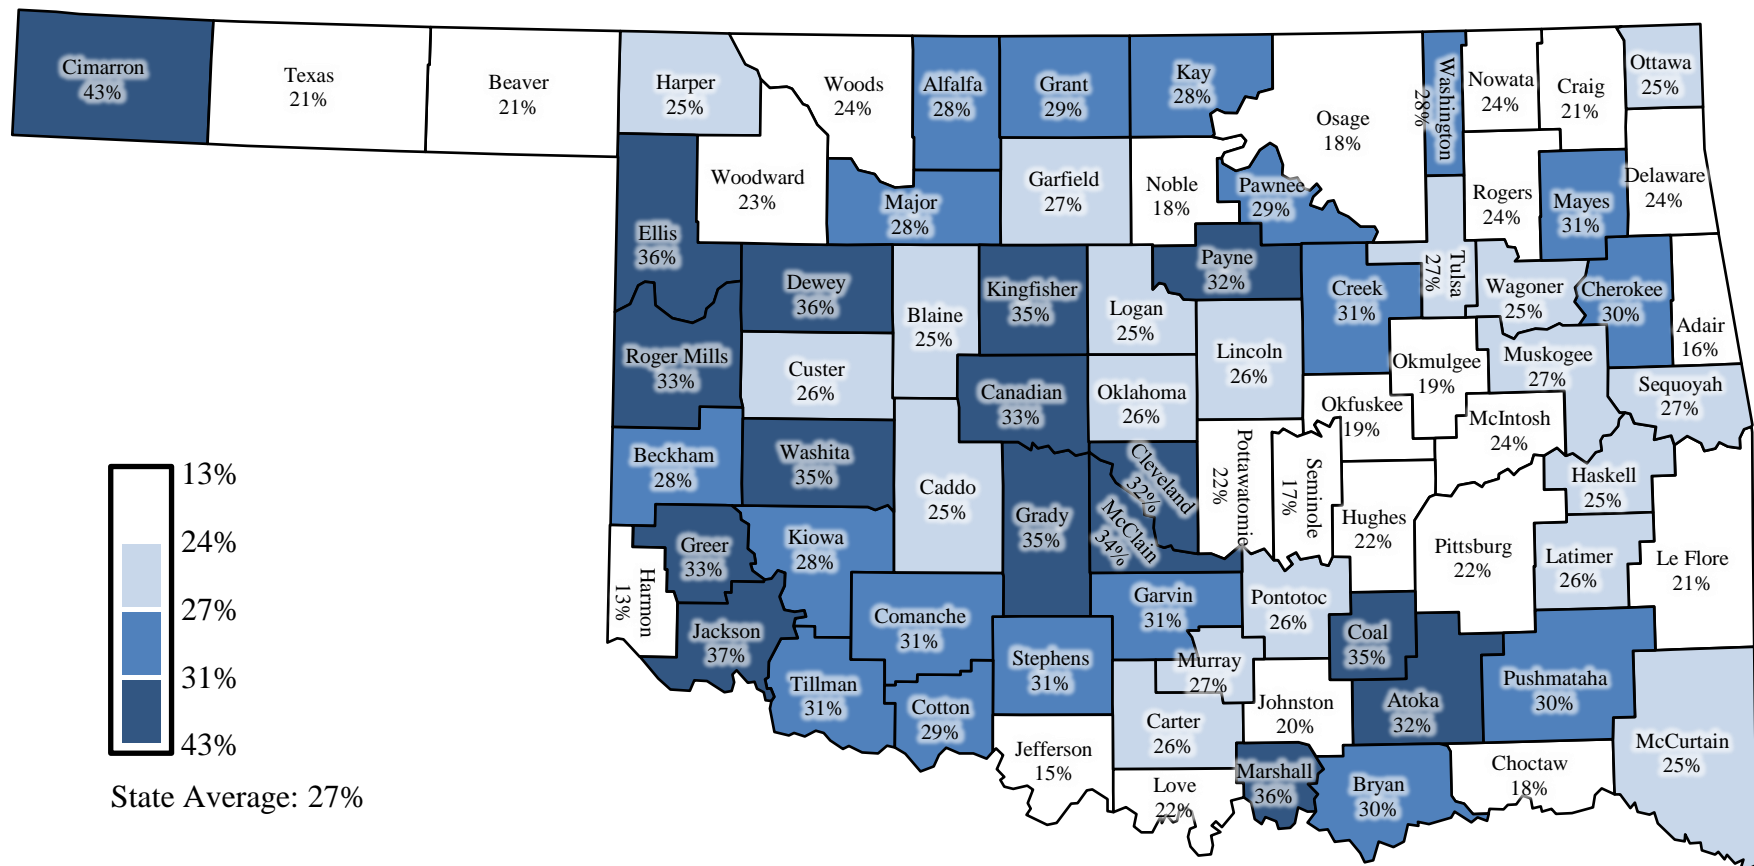 Cimarron
43%
Texas
21%
Beaver
21%
Harper
25%
Woods
24%
Alfalfa
28%
Grant
29%
Kay
28%
Osage
18%
Washington
28%
Nowata
24%
Craig
21%
Ottawa
25%
Woodward
23%
Major
28%
Garfield
27%
Noble
18%
Pawnee
29%
Rogers
24%
Mayes
31%
Delaware
24%
Ellis
36%
Dewey
36%
Blaine
25%
Kingfisher
35%
Logan
25%
Payne
32%
Creek
31%
Tulsa
27%
Wagoner
25%
Cherokee
30%
Adair
16%
Roger Mills
33%
Custer
26%
Canadian
33%
Oklahoma
26%
Lincoln
26%
Okmulgee
19%
Muskogee
27%
Sequoyah
27%
Okfuskee
19%
McIntosh
24%
Beckham
28%
Washita
35%
Caddo
25%
Grady
35%
Cleveland
32%
McClain
34%
Pottawatomie
22%
Seminole
17%
Hughes
22%
Haskell
25%
Pittsburg
22%
Latimer
26%
Le Flore
21%
Greer
33%
Kiowa
28%
Harmon
13%
Jackson
37%
Comanche
31%
Garvin
31%
Pontotoc
26%
Coal
35%
Stephens
31%
Murray
27%
Tillman
31%
Cotton
29%
Carter
26%
Johnston
20%
Atoka
32%
Pushmataha
30%
McCurtain
25%
Jefferson
15%
Love
22%
Marshall
36%
Bryan
30%
Choctaw
18%
13%
24%
27%
31%
43%
State Average: 27%